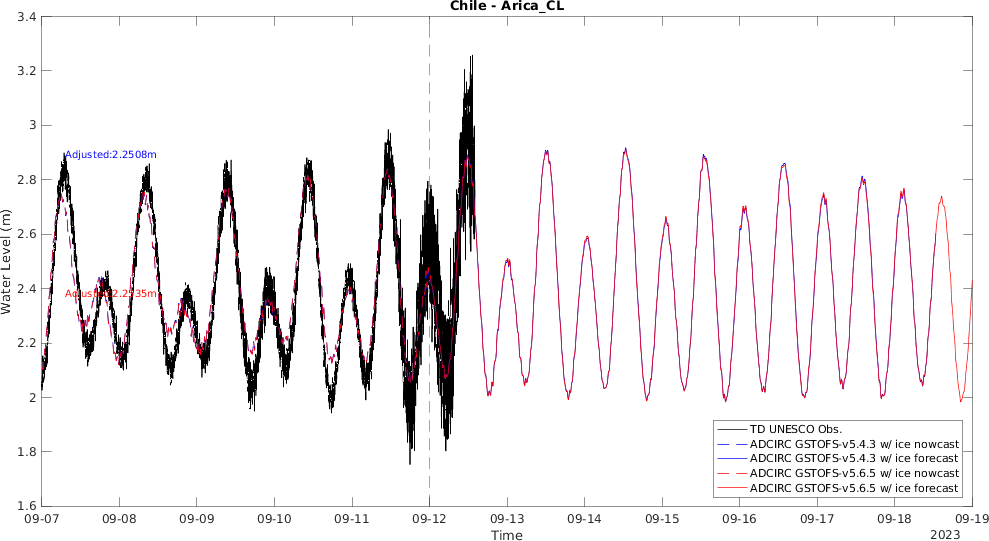 Chile - Arica_CL
3.4
3.2
3
2.8
2.6
2.4
2.2
2
1.8
1.6
Water Level (m)
Adjusted:2.2508m
Adjusted:2.2535m
TD UNESCO Obs.
ADCIRC GSTOFS-v5.4.3 w/ ice nowcast
ADCIRC GSTOFS-v5.4.3 w/ ice forecast
ADCIRC GSTOFS-v5.6.5 w/ ice nowcast
ADCIRC GSTOFS-v5.6.5 w/ ice forecast
09-07 09-08 09-09 09-10 09-11 09-12 09-13 09-14 09-15 09-16 09-17 09-18 09-19
Time
2023